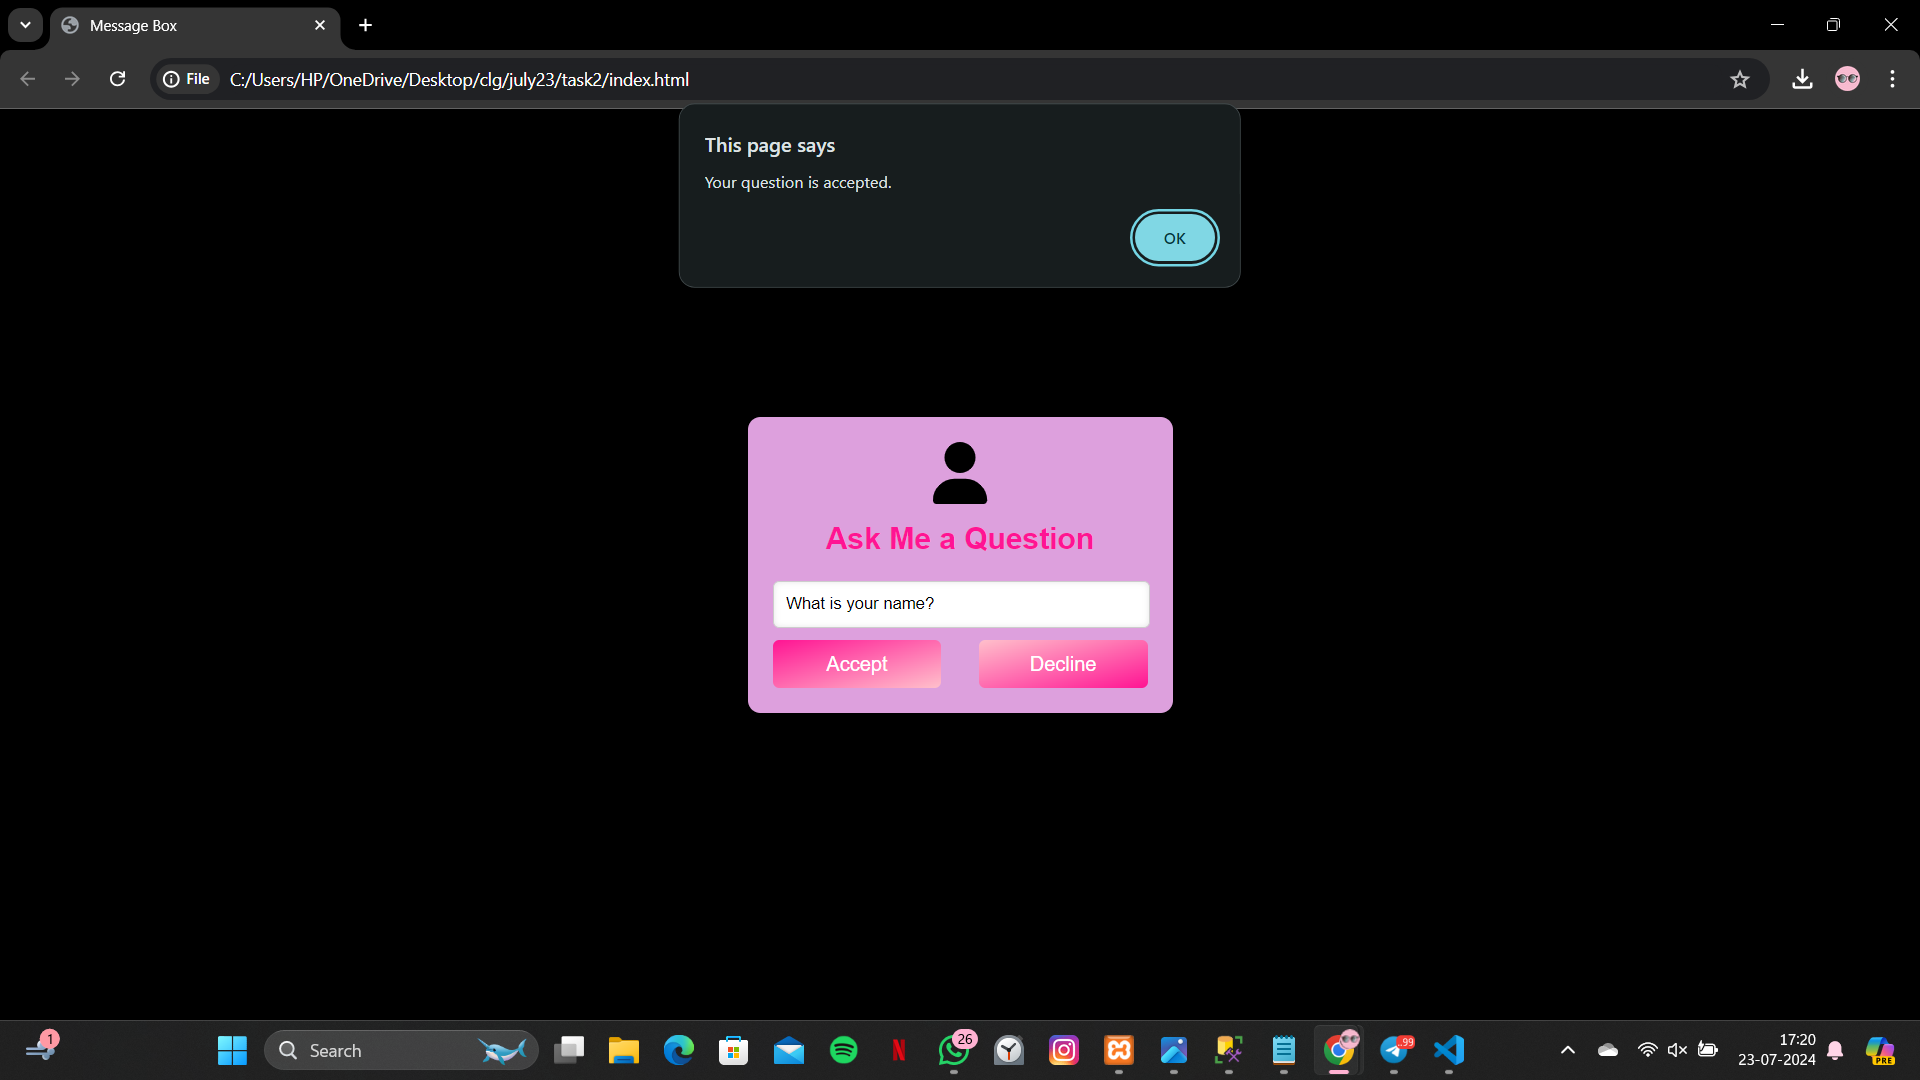 Message Box
File
C:/Users/HP/OneDrive/Desktop/clg/july23/task2/index.html
This page says
Your question is accepted.
OK
Ask Me a Question
What is your name?
Accept
Decline
1
Search
N
26
.99
17:20
23-07-2024
PRE